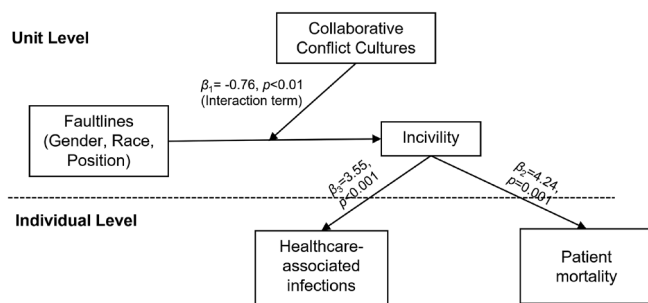 Unit Level
Collaborative
Conflict Cultures
β₁= -0.76, p<0.01
(Interaction term)
Faultlines
(Gender, Race,
Position)
Incivility
β₃=3.55,
p<0.001
β₂=4.24,
p=0.001
Individual Level
Healthcare-
associated
infections
Patient
mortality